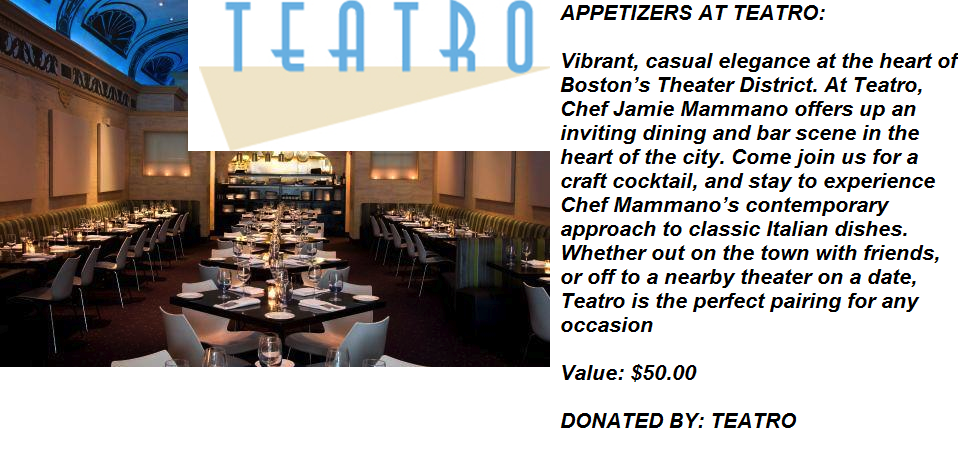 TEATRO
APPETIZERS AT TEATRO:
Vibrant, casual elegance at the heart of
Boston’s Theater District. At Teatro,
Chef Jamie Mammano offers up an
inviting dining and bar scene in the
heart of the city. Come join us for a
craft cocktail, and stay to experience
Chef Mammano’s contemporary
approach to classic Italian dishes.
Whether out on the town with friends,
or off to a nearby theater on a date,
Teatro is the perfect pairing for any
occasion
Value: $50.00
DONATED BY: TEATRO